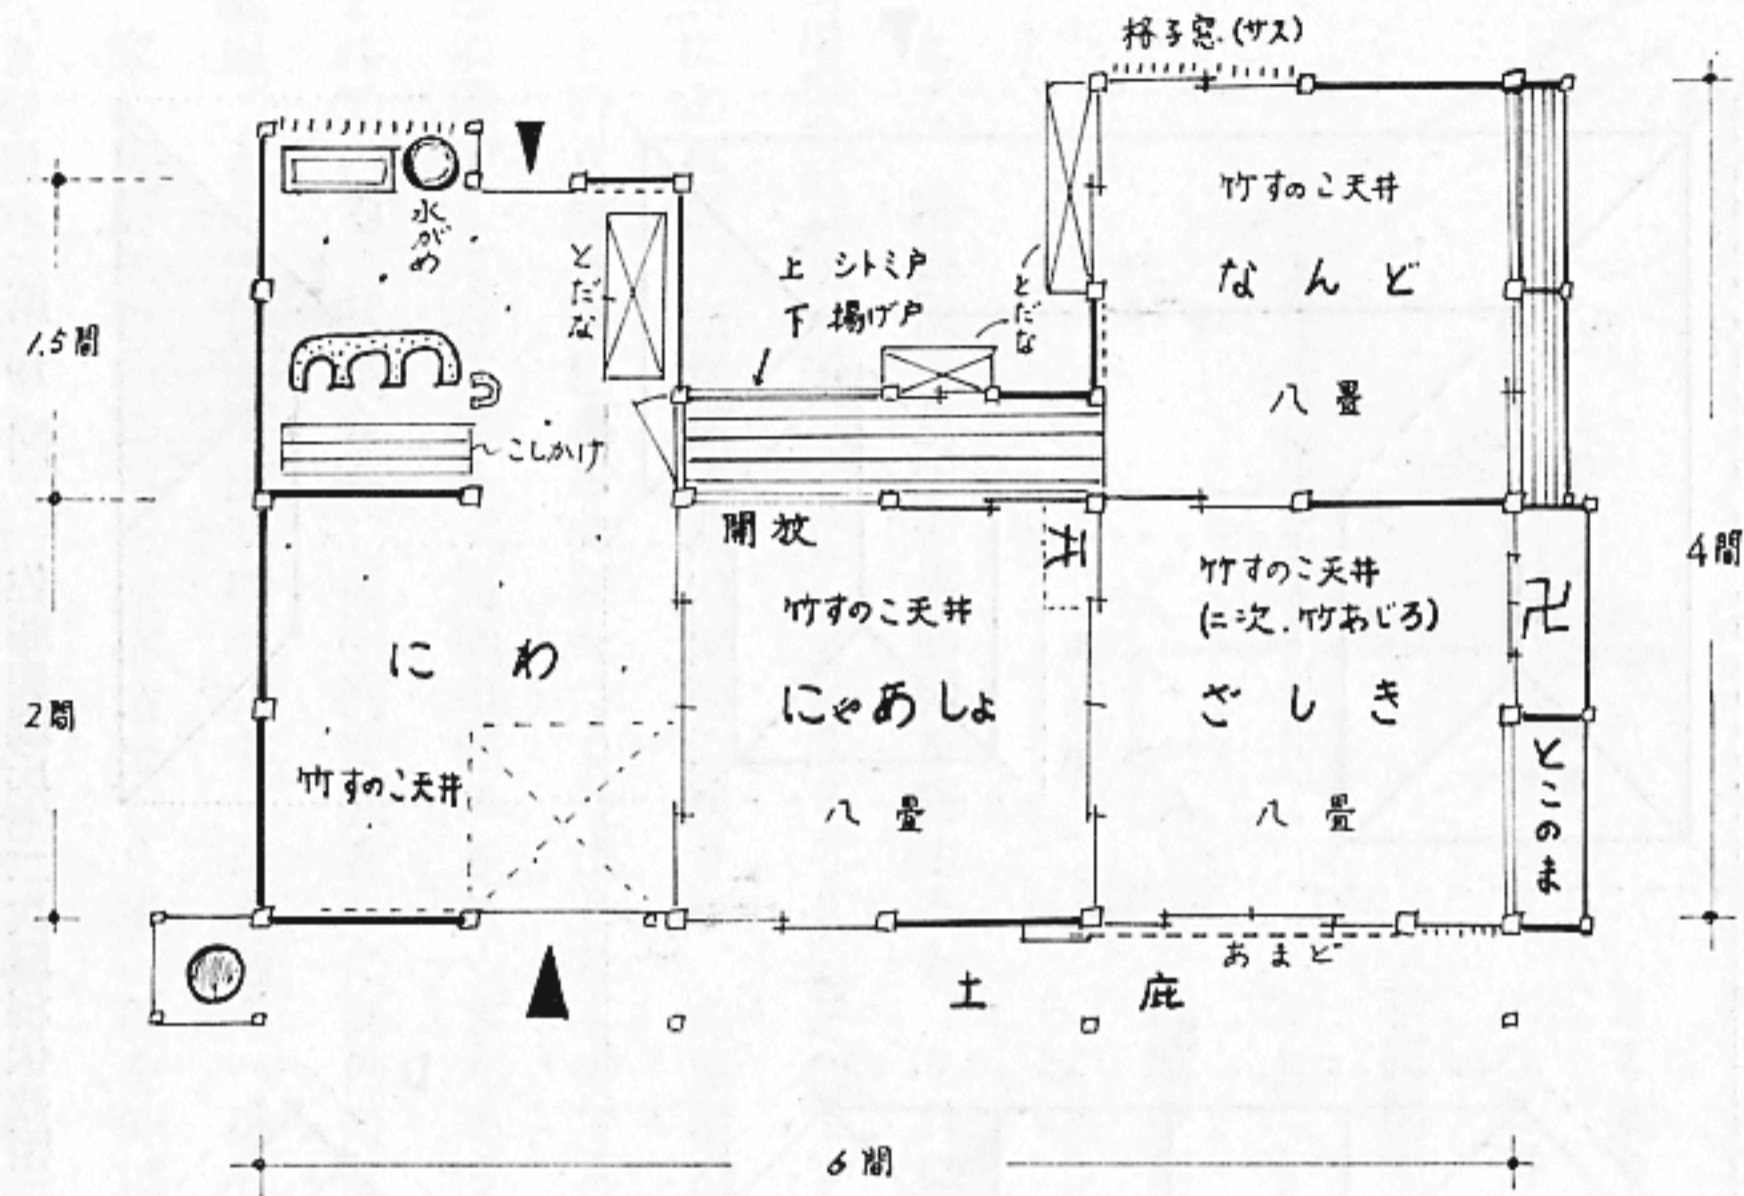 格子窓.(サス)
水がめ
とだな
上 シトミ戸
下 揚げ戸
とだな
竹すのこ天井
なんど
八畳
1.5間
こしかけ
開放
竹すのこ天井
にゃあしょ
八畳
竹すのこ天井
(二次.竹あじろ)
ざしき
八畳
卍
とこのま
4間
にわ
竹すのこ天井
2間
あまど
土庇
6間